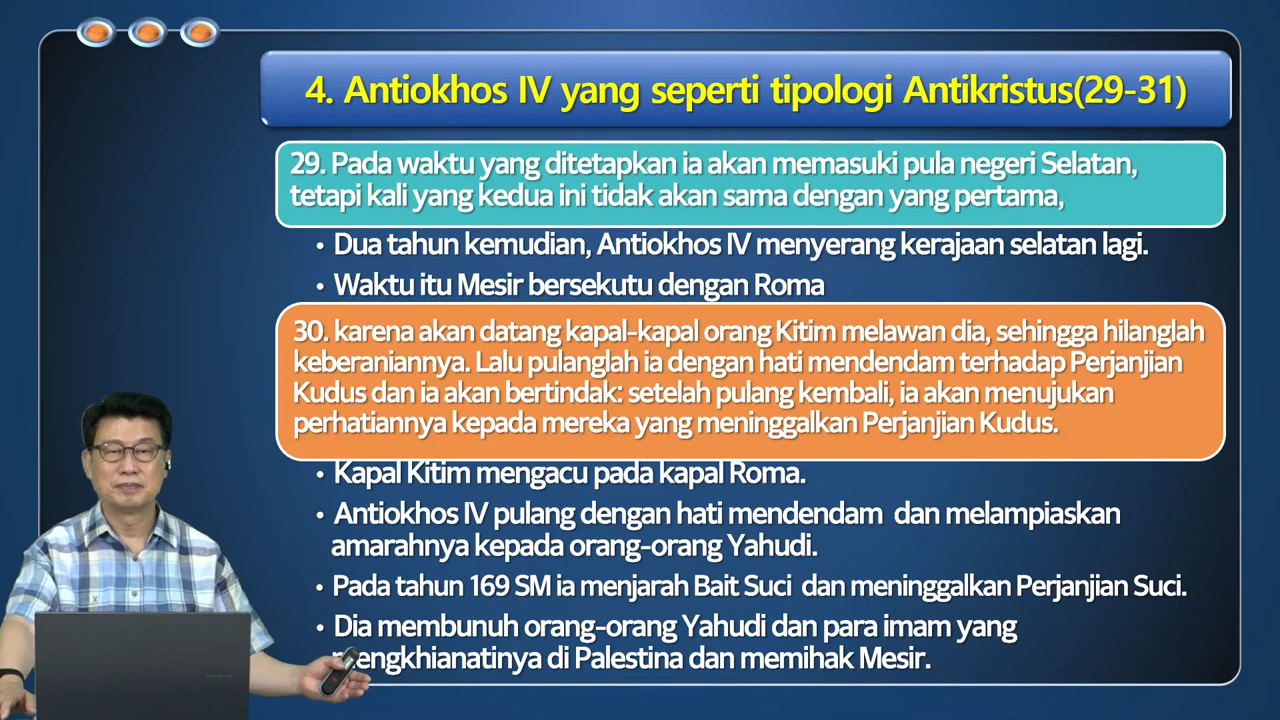 4. Antiokhos IV yang seperti tipologi Antikristus(29-31)
29. Pada waktu yang ditetapkan ia akan memasuki pula negeri Selatan,
tetapi kali yang kedua ini tidak akan sama dengan yang pertama,
• Dua tahun kemudian, Antiokhos IV menyerang kerajaan selatan lagi.
• Waktu itu Mesir bersekutu dengan Roma
30. karena akan datang kapal-kapal orang Kitim melawan dia, sehingga hilanglah
keberaniannya. Lalu pulanglah ia dengan hati mendendam terhadap Perjanjian
Kudus dan ia akan bertindak: setelah pulang kembali, ia akan menujukan
perhatiannya kepada mereka yang meninggalkan Perjanjian Kudus.
• Kapal Kitim mengacu pada kapal Roma.
• Antiokhos IV pulang dengan hati mendendam dan melampiaskan
amarahnya kepada orang-orang Yahudi.
• Pada tahun 169 SM ia menjarah Bait Suci dan meninggalkan Perjanjian Suci.
• Dia membunuh orang-orang Yahudi dan para imam yang
mengkhianatinya di Palestina dan memihak Mesir.